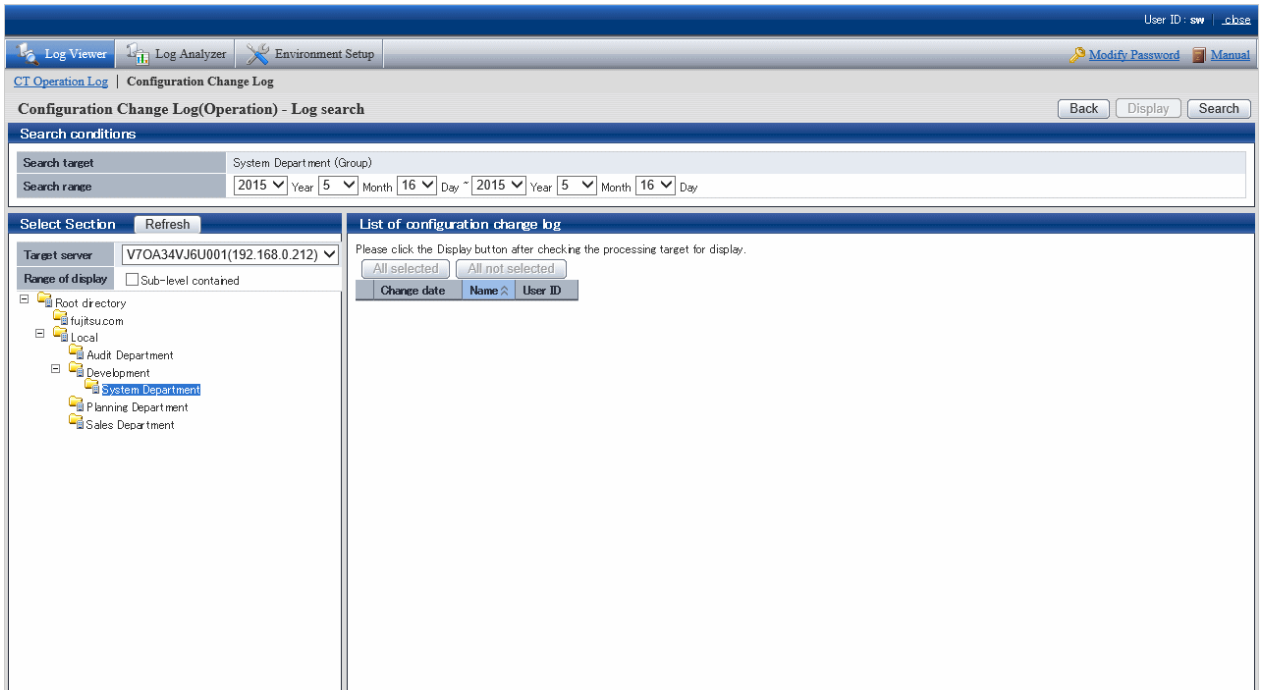 User ID : sw | close
Log Viewer Log Analyzer Environment Setup Modify Password Manual
CT Operation Log | Configuration Change Log
Configuration Change Log(Operation) - Log search Back Display Search
Search conditions
Search target System Department (Group)
Search range 2015 Year 5 Month 16 Day ~ 2015 Year 5 Month 16 Day
Select Section Refresh
Target server V7OA34VJ6U001(192.168.0.212)
Range of display Sub-level contained
Root directory
fujitsu.com
Local
Audit Department
Development
System Department
Planning Department
Sales Department
List of configuration change log
Please click the Display button after checking the processing target for display.
All selected All not selected
Change date Name User ID